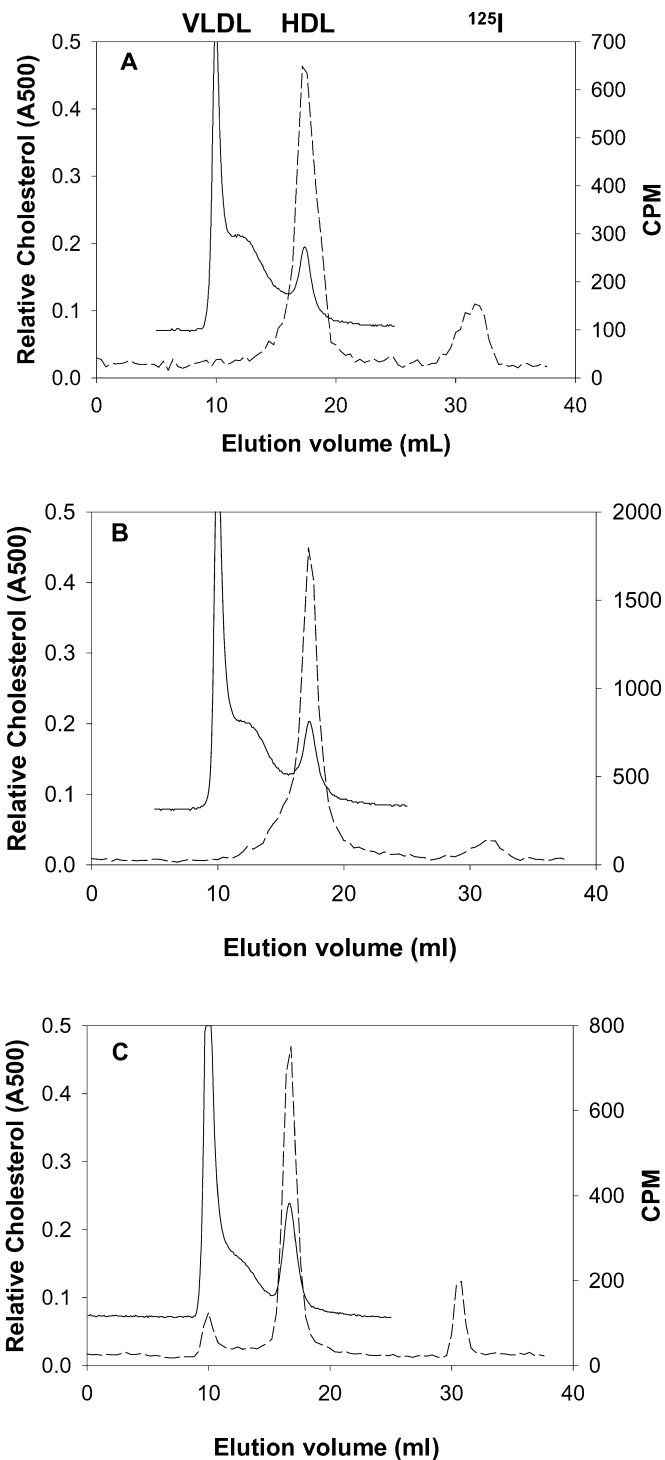 VLDL HDL ¹²⁵I
A
0.5
0.4
0.3
0.2
0.1
0.0
Relative Cholesterol (A500)
700
600
500
400
300
200
100
0
CPM
0 10 20 30 40
Elution volume (mL)
B
0.5
0.4
0.3
0.2
0.1
0.0
Relative Cholesterol (A500)
2000
1500
1000
500
0
0 10 20 30 40
Elution volume (ml)
C
0.5
0.4
0.3
0.2
0.1
0.0
Relative Cholesterol (A500)
800
600
400
200
0
CPM
0 10 20 30 40
Elution volume (ml)